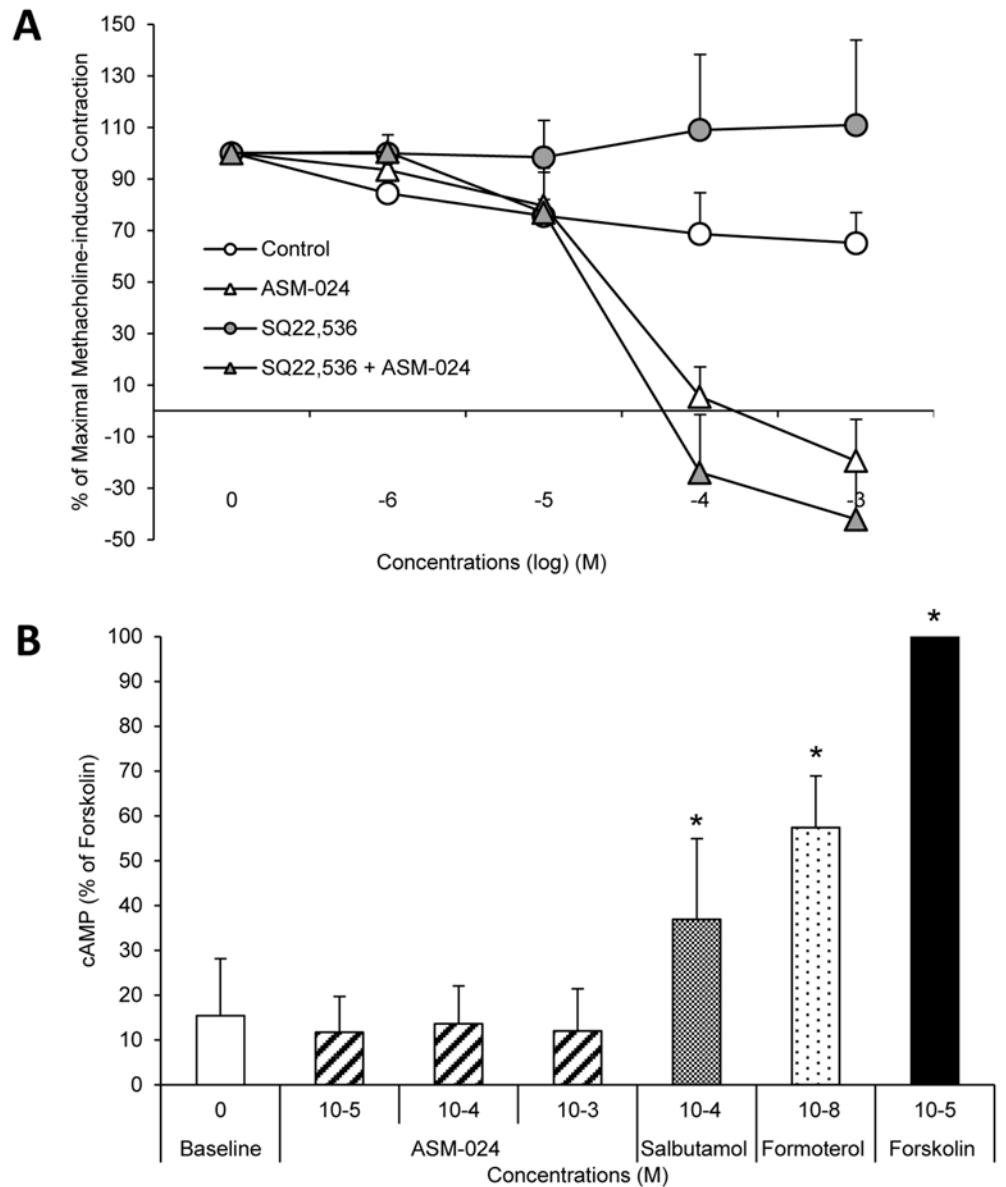 A
% of Maximal Methacholine-induced Contraction
150
130
110
90
70
50
30
10
-10
-30
-50
Control
ASM-024
SQ22,536
SQ22,536 + ASM-024
0 -6 -5 -4 -3
Concentrations (log) (M)
B
cAMP (% of Forskolin)
100
90
80
70
60
50
40
30
20
10
0
* * *
0 10-5 10-4 10-3 10-4 10-8 10-5
Baseline ASM-024 Salbutamol Formoterol Forskolin
Concentrations (M)